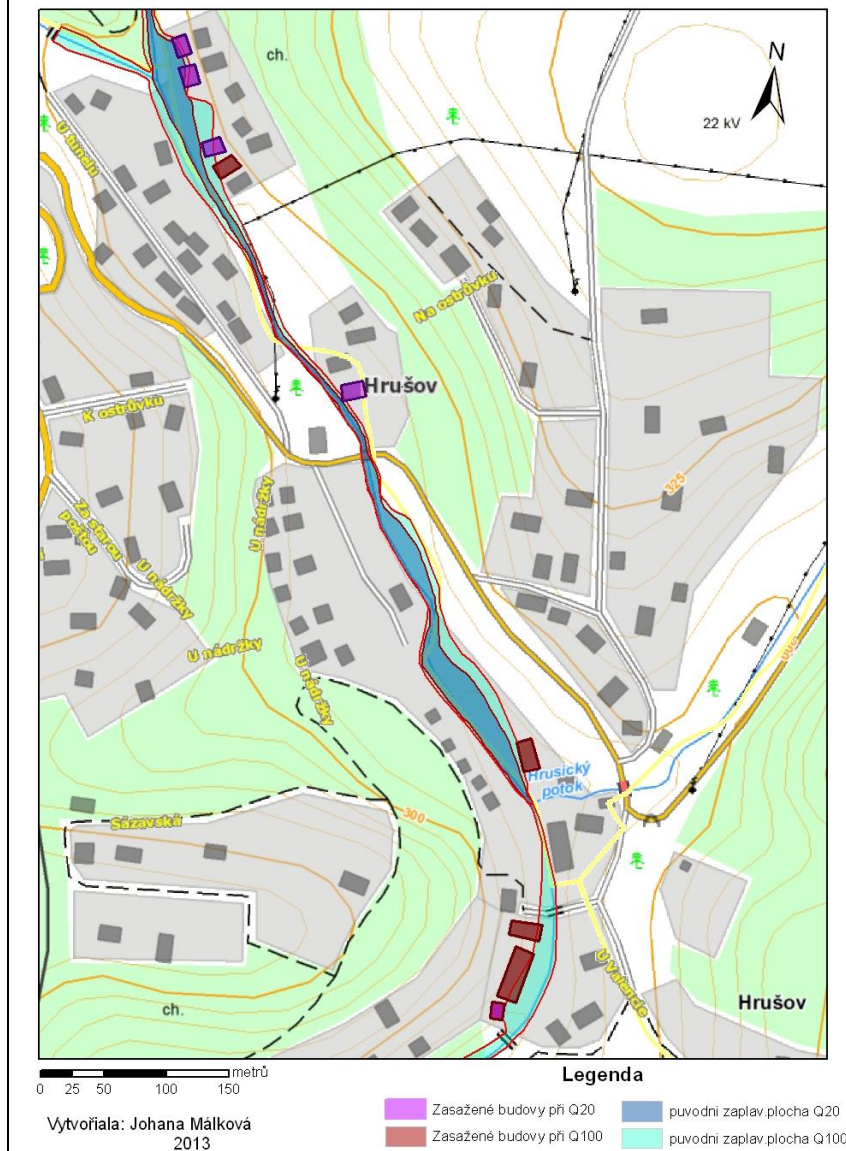 ch.
N
22 kV
U tunelu
Na ostrůvku
Hrušov
K ostrůvku
325
Za starou
poštou
U nádržky
U nádržky
U nádržky
U nádržky
300
Hrusický
potok
300
Sázavská
U Valencie
ch.
Hrušov
metrů
0 25 50 100 150
Legenda
Vytvořiala: Johana Málková
2013
Zasažené budovy při Q20
Zasažené budovy při Q100
puvodni zaplav.plocha Q20
puvodni zaplav.plocha Q100